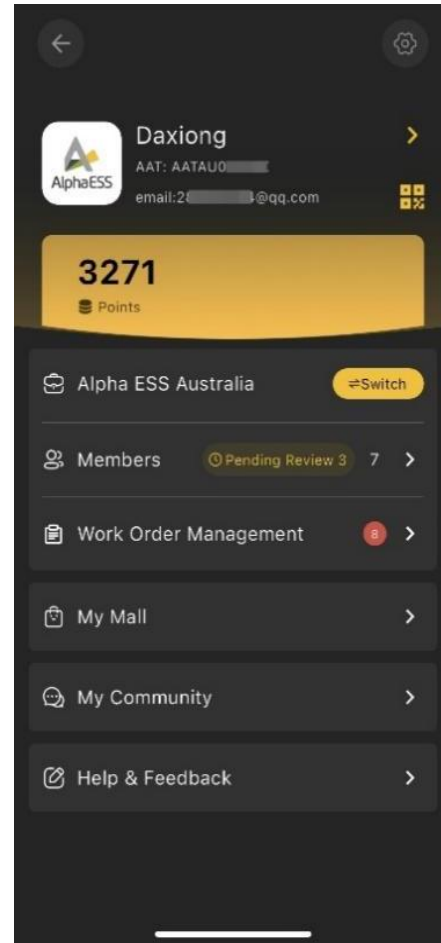 Daxiong
AlphaESS
AAT: AATAU0
email:2 @qq.com
3271
Points
Alpha ESS Australia
⇌Switch
Members
Pending Review 3
7
Work Order Management
8
My Mall
My Community
Help & Feedback